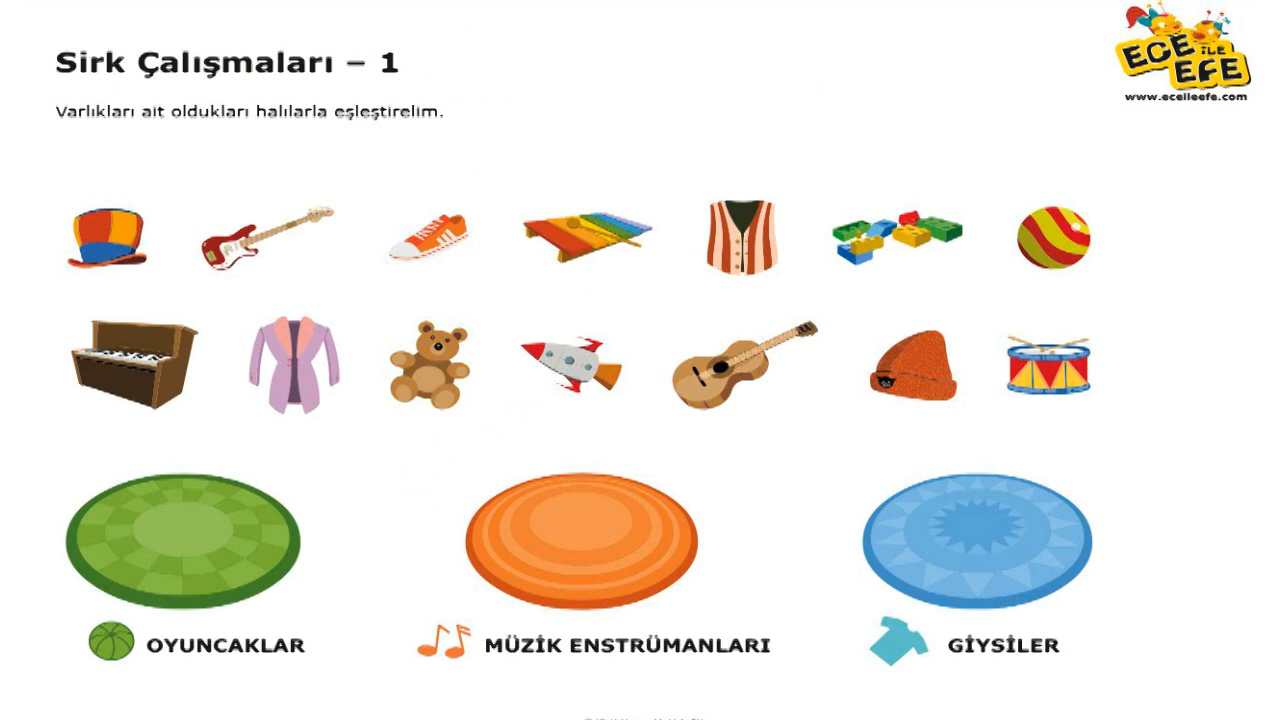 Sirk Çalışmaları – 1
Varlıkları ait oldukları halılarla eşleştirelim.
ECE İLE EFE
www.eceileefe.com
OYUNCAKLAR
MÜZİK ENSTRÜMANLARI
GİYSİLER